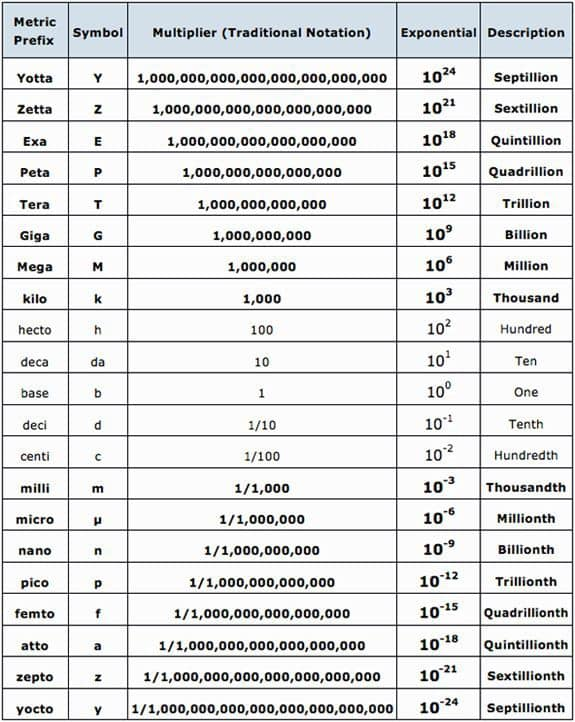 Metric Prefix Symbol Multiplier (Traditional Notation) Exponential Description
Yotta Y 1,000,000,000,000,000,000,000,000 10^24 Septillion
Zetta Z 1,000,000,000,000,000,000,000 10^21 Sextillion
Exa E 1,000,000,000,000,000,000 10^18 Quintillion
Peta P 1,000,000,000,000,000 10^15 Quadrillion
Tera T 1,000,000,000,000 10^12 Trillion
Giga G 1,000,000,000 10^9 Billion
Mega M 1,000,000 10^6 Million
kilo k 1,000 10^3 Thousand
hecto h 100 10^2 Hundred
deca da 10 10^1 Ten
base b 1 10^0 One
deci d 1/10 10^-1 Tenth
centi c 1/100 10^-2 Hundredth
milli m 1/1,000 10^-3 Thousandth
micro µ 1/1,000,000 10^-6 Millionth
nano n 1/1,000,000,000 10^-9 Billionth
pico p 1/1,000,000,000,000 10^-12 Trillionth
femto f 1/1,000,000,000,000,000 10^-15 Quadrillionth
atto a 1/1,000,000,000,000,000,000 10^-18 Quintillionth
zepto z 1/1,000,000,000,000,000,000,000 10^-21 Sextillionth
yocto y 1/1,000,000,000,000,000,000,000,000 10^-24 Septillionth